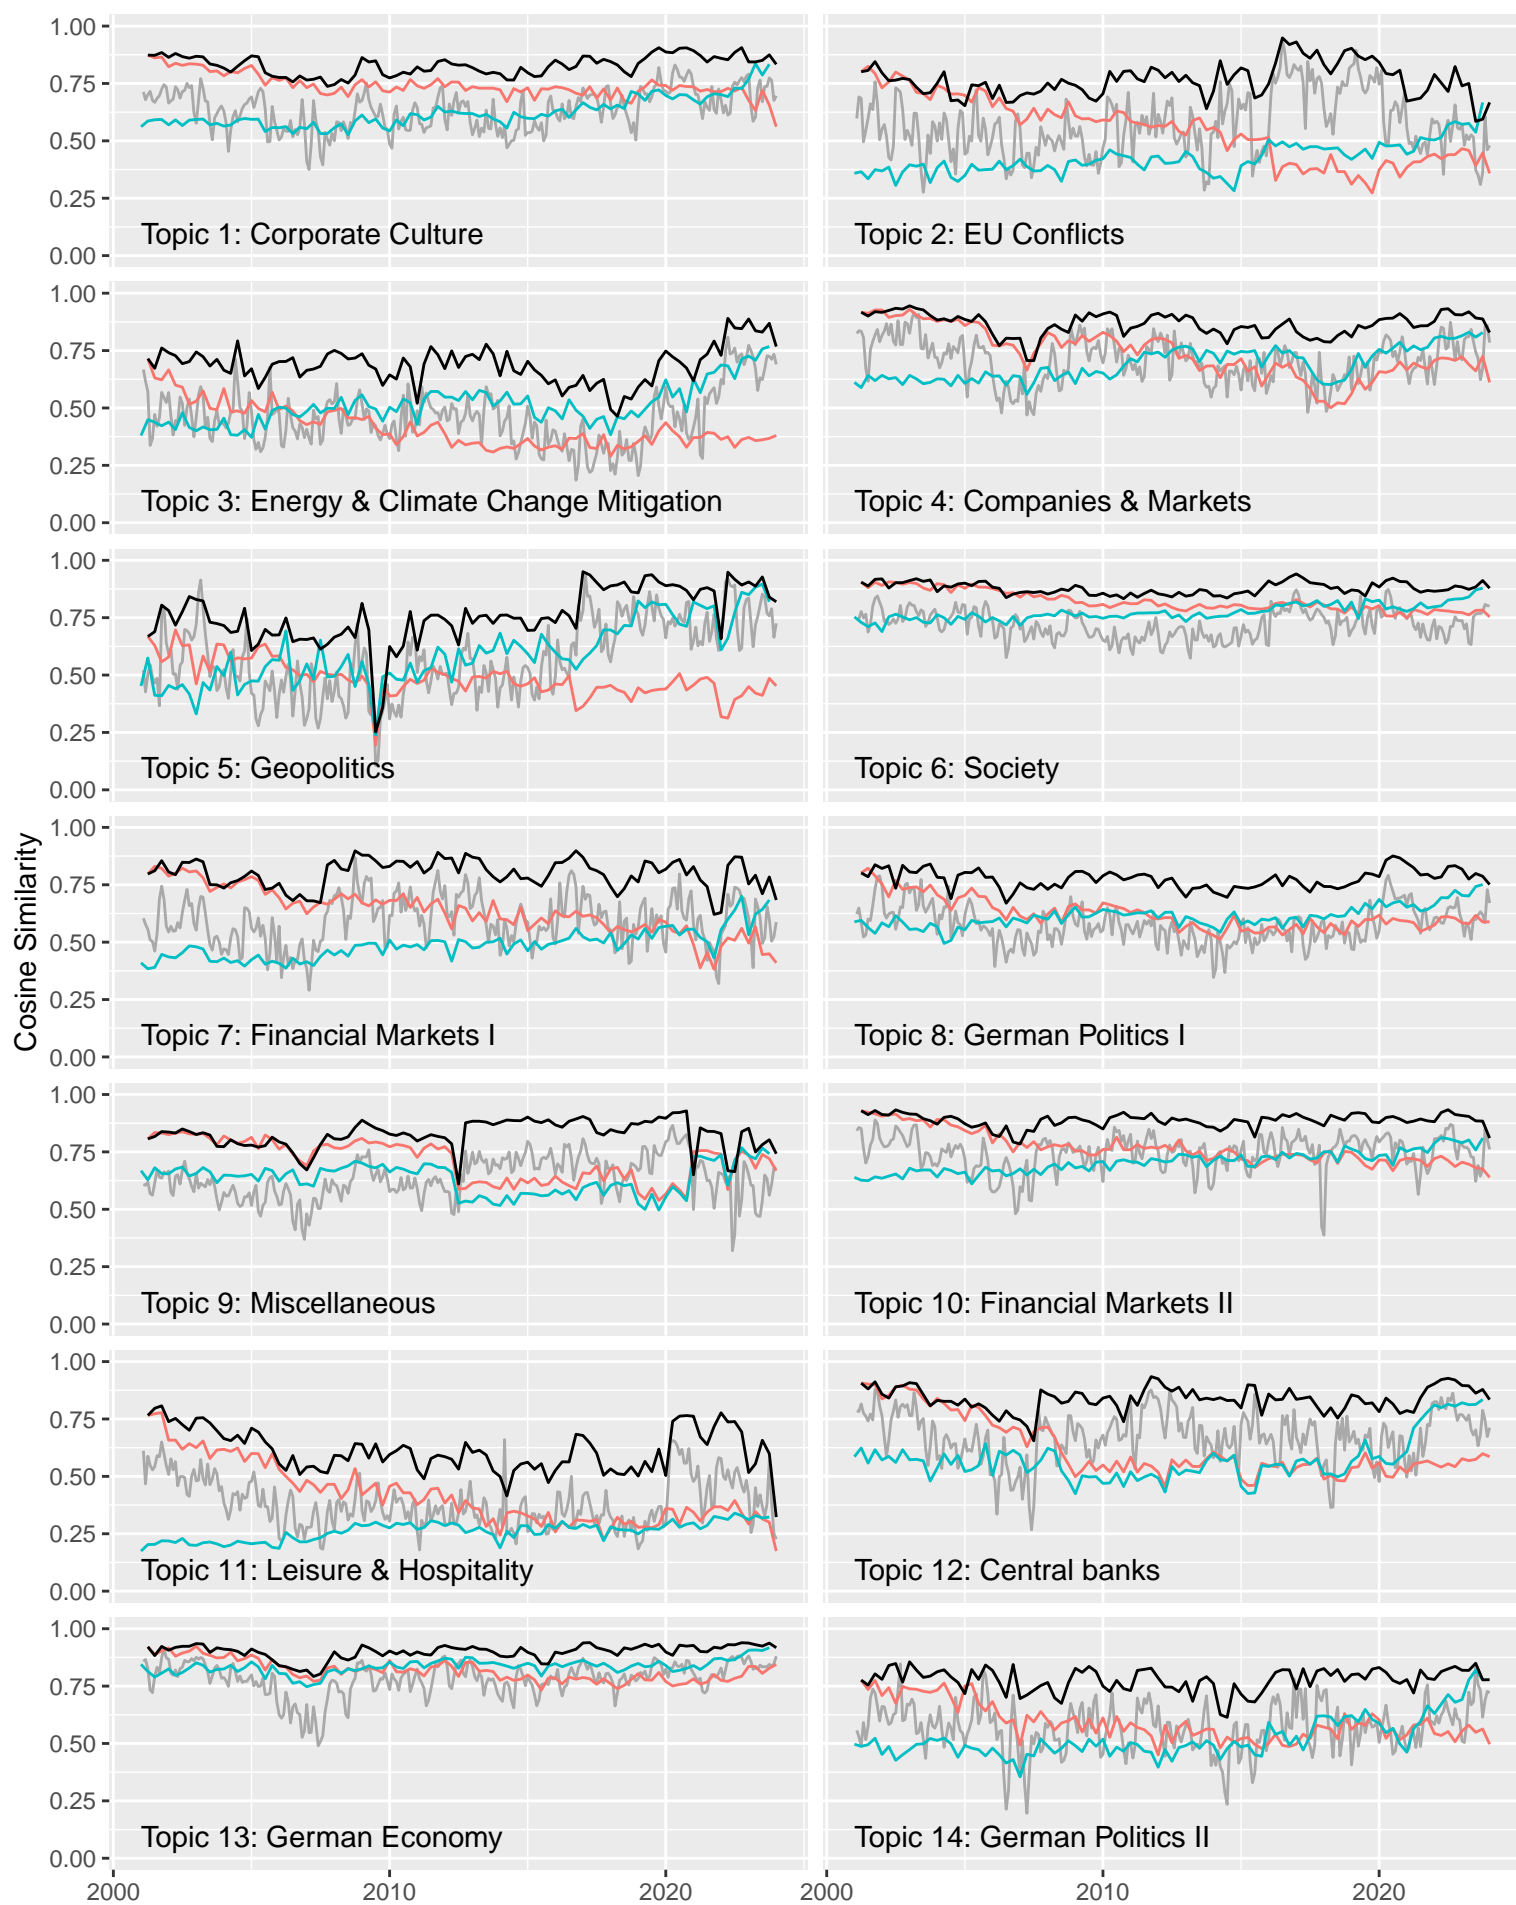 Cosine Similarity
1.00
0.75
0.50
0.25
0.00
Topic 1: Corporate Culture
Topic 2: EU Conflicts
1.00
0.75
0.50
0.25
0.00
Topic 3: Energy & Climate Change Mitigation
Topic 4: Companies & Markets
1.00
0.75
0.50
0.25
0.00
Topic 5: Geopolitics
Topic 6: Society
1.00
0.75
0.50
0.25
0.00
Topic 7: Financial Markets I
Topic 8: German Politics I
1.00
0.75
0.50
0.25
0.00
Topic 9: Miscellaneous
Topic 10: Financial Markets II
1.00
0.75
0.50
0.25
0.00
Topic 11: Leisure & Hospitality
Topic 12: Central banks
1.00
0.75
0.50
0.25
0.00
Topic 13: German Economy
Topic 14: German Politics II
2000 2010 2020 2000 2010 2020